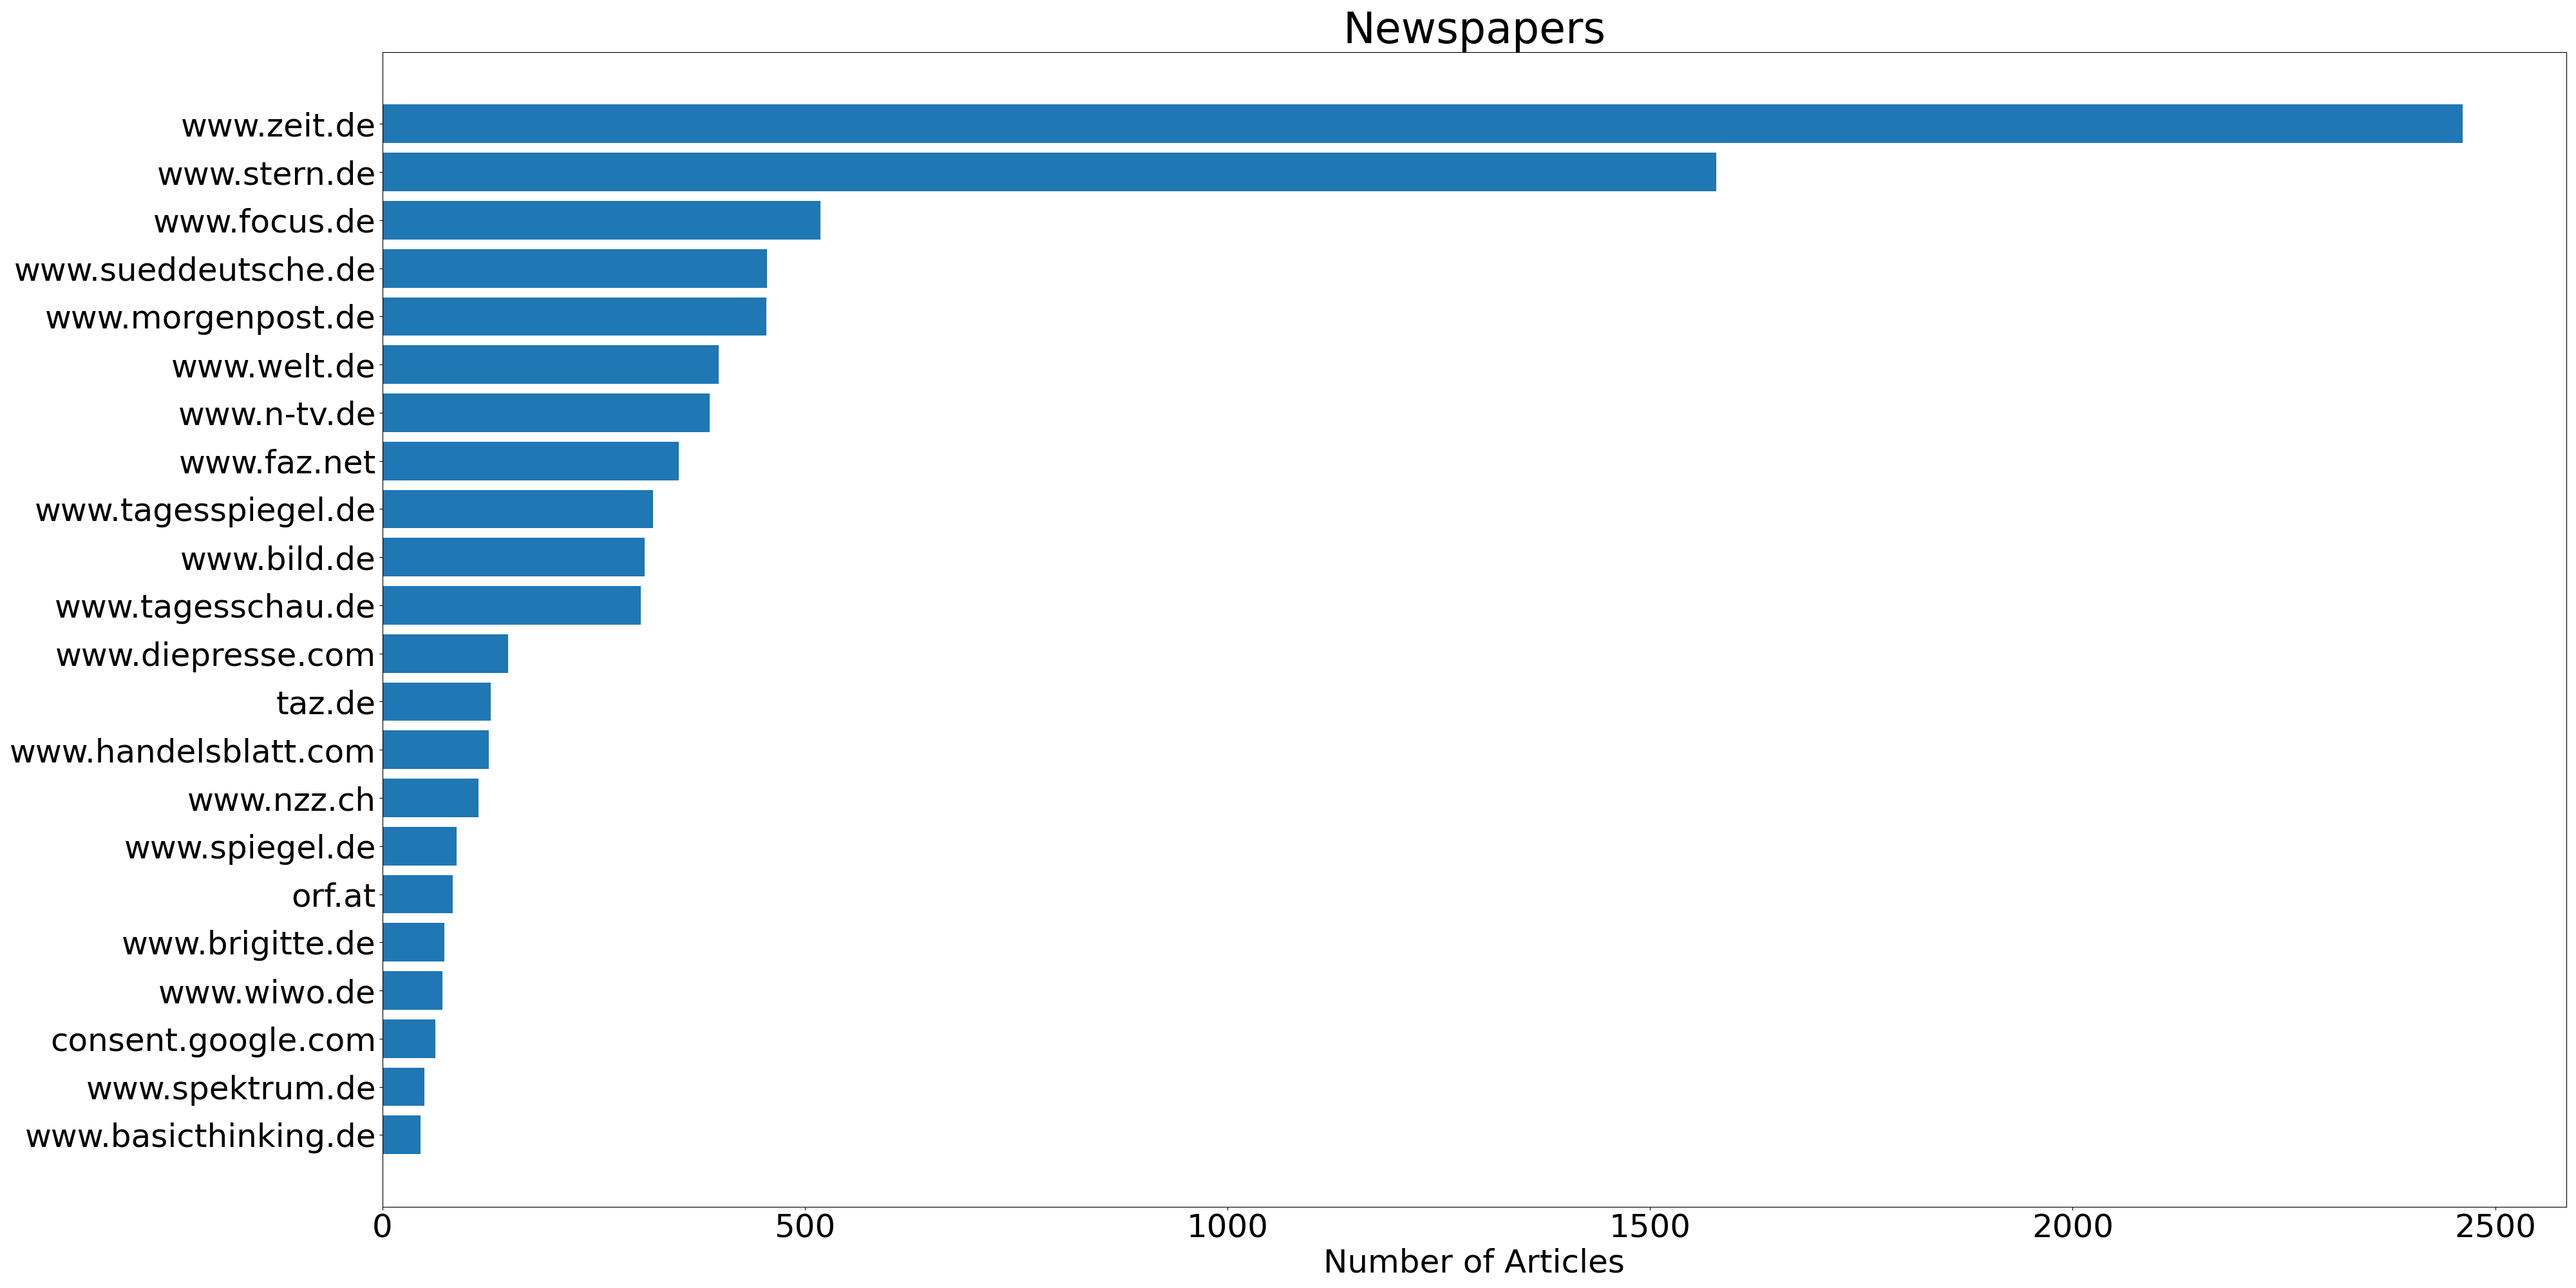 Newspapers
www.zeit.de
www.stern.de
www.focus.de
www.sueddeutsche.de
www.morgenpost.de
www.welt.de
www.n-tv.de
www.faz.net
www.tagesspiegel.de
www.bild.de
www.tagesschau.de
www.diepresse.com
taz.de
www.handelsblatt.com
www.nzz.ch
www.spiegel.de
orf.at
www.brigitte.de
www.wiwo.de
consent.google.com
www.spektrum.de
www.basicthinking.de
0 500 1000 1500 2000 2500
Number of Articles